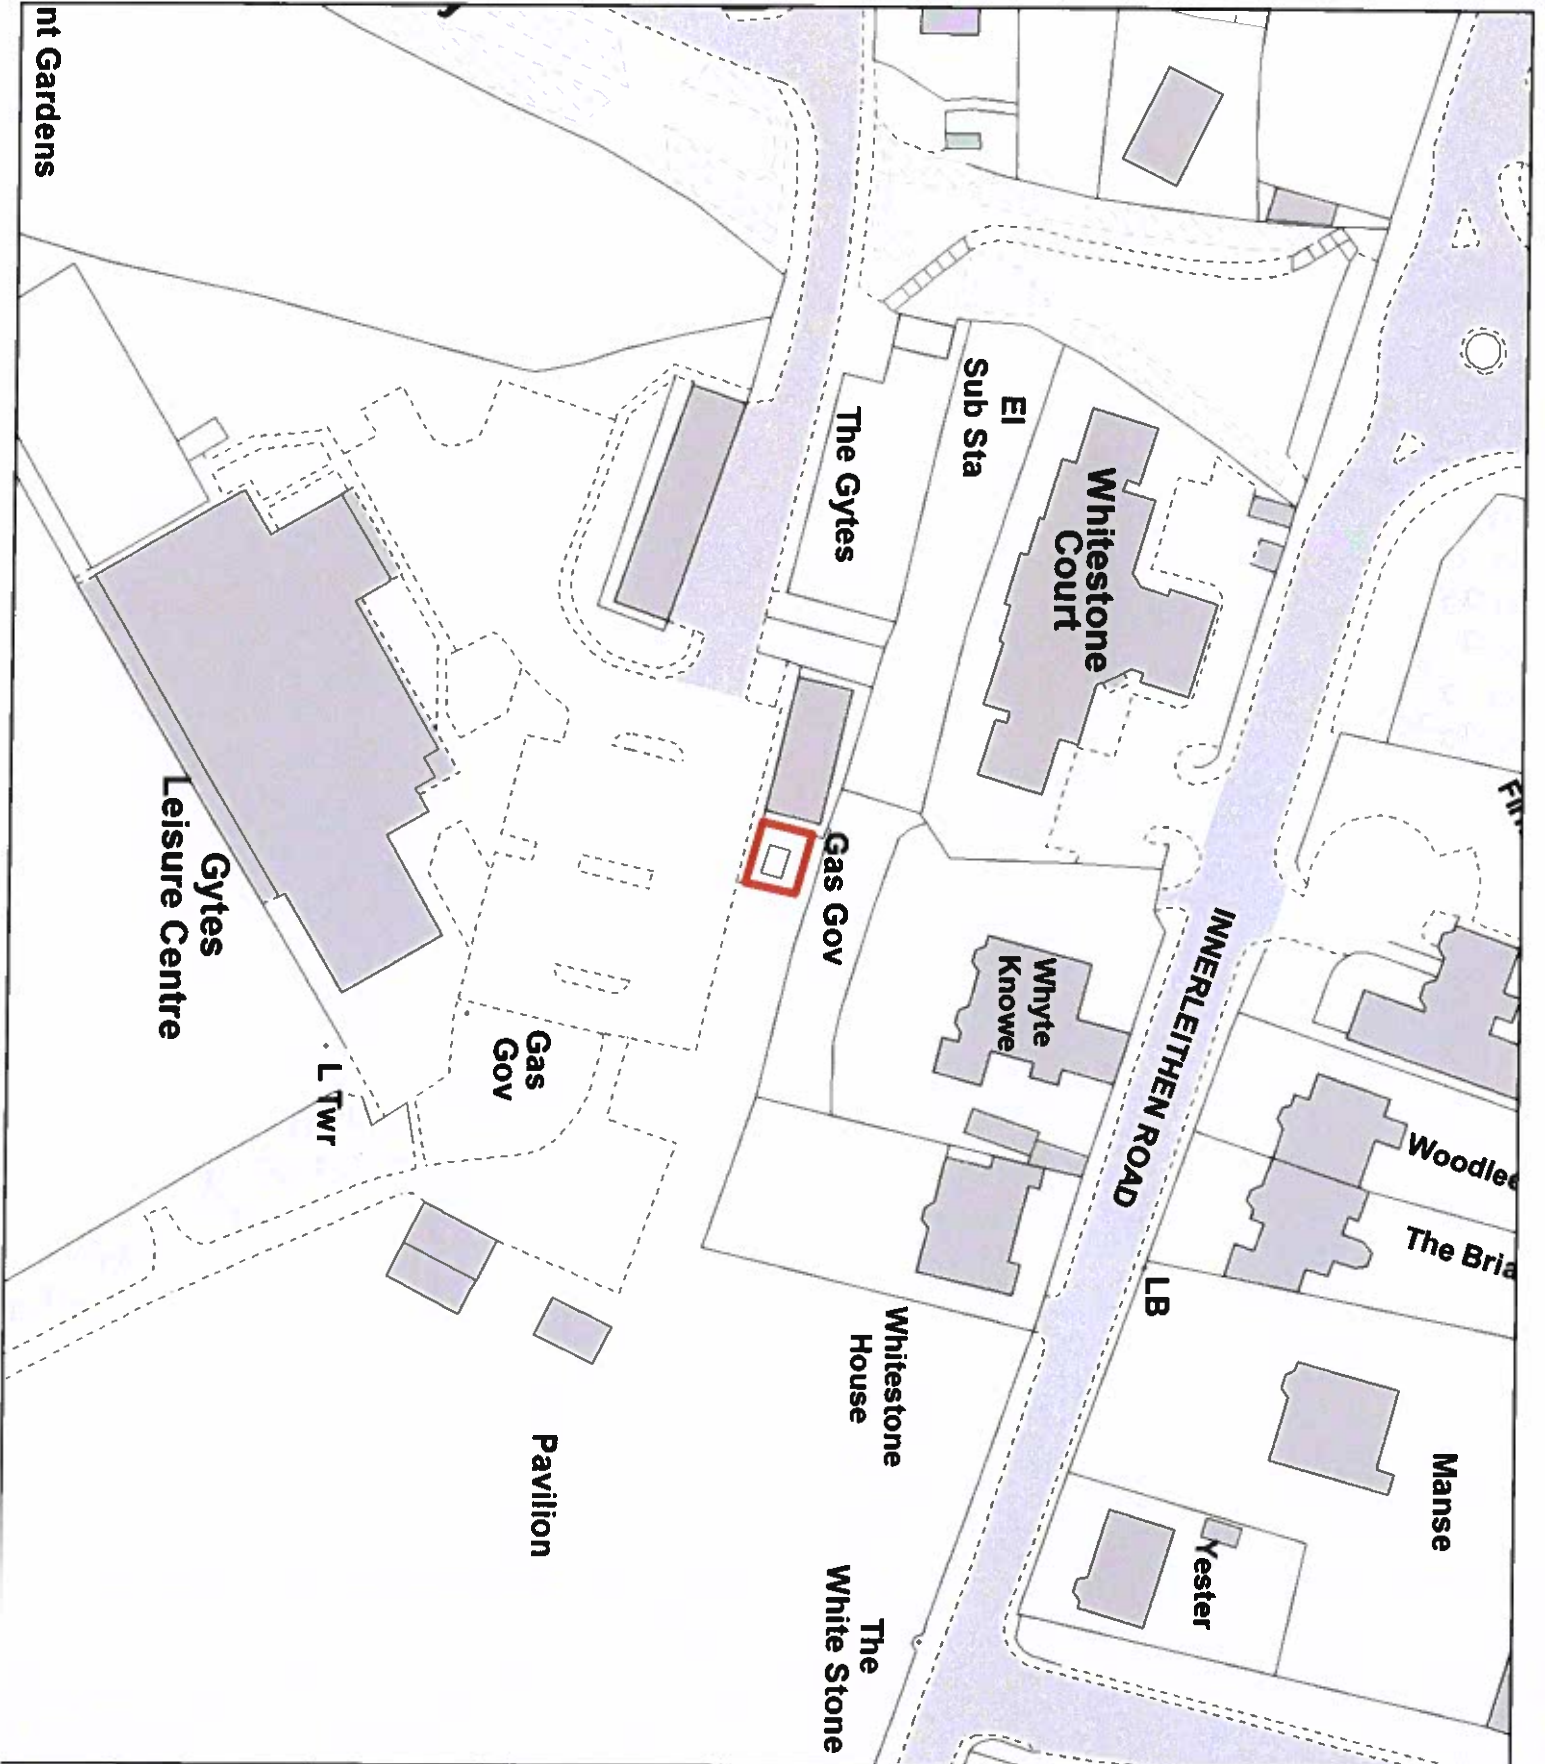 nt Gardens
El
Sub Sta
The Gytes
Whitestone
Court
Gas Gov
Gytes
Leisure Centre
Gas
Gov
L Twr
Whyte
Knowe
INNERLEITHEN ROAD
Woodlee
The Bria
LB
Whitestone
House
Pavilion
Manse
Yester
The
White Stone